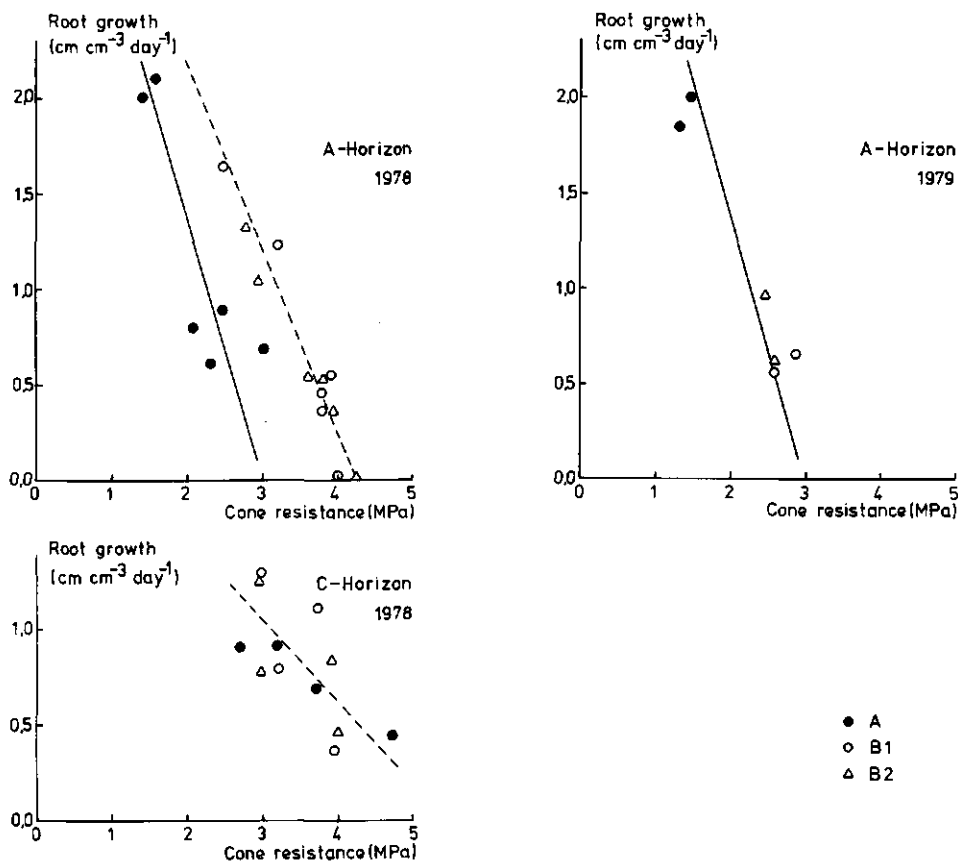 Root growth
(cm cm⁻³ day⁻¹)
2,0
1,5
1,0
0,5
0,0
A-Horizon
1978
0 1 2 3 4 5
Cone resistance(MPa)
Root growth
(cm cm⁻³ day⁻¹)
2,0
1,5
1,0
0,5
0,0
A-Horizon
1979
0 1 2 3 4 5
Cone resistance(MPa)
Root growth
(cm cm⁻³ day⁻¹)
1,0
0,5
0,0
C-Horizon
1978
0 1 2 3 4 5
Cone resistance(MPa)
A
B1
B2